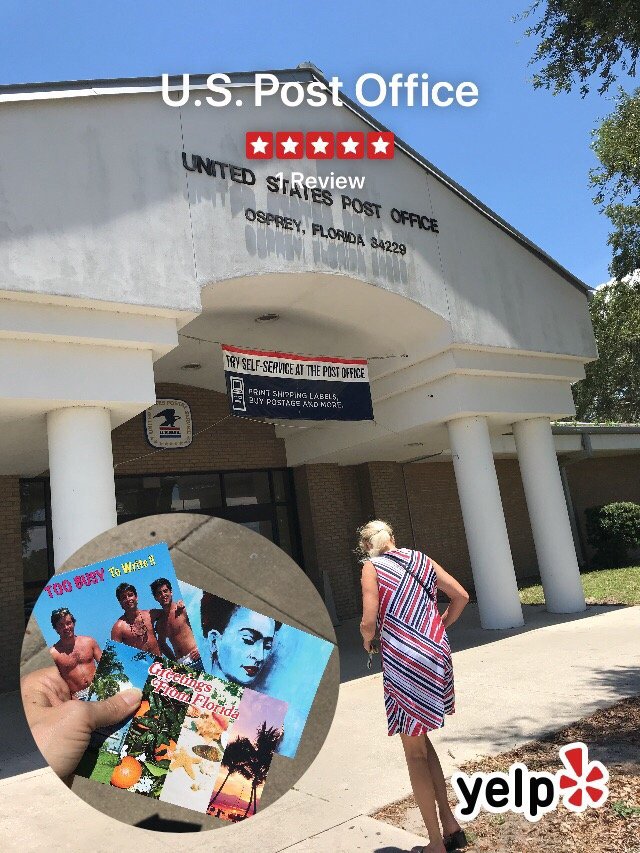 U.S. Post Office
1 Review
UNITED STATES POST OFFICE
OSPREY, FLORIDA 34229
TRY SELF-SERVICE AT THE POST OFFICE
PRINT SHIPPING LABELS,
BUY POSTAGE AND MORE.
TOO BUSY To Write!!
Greetings
From Florida
yelp